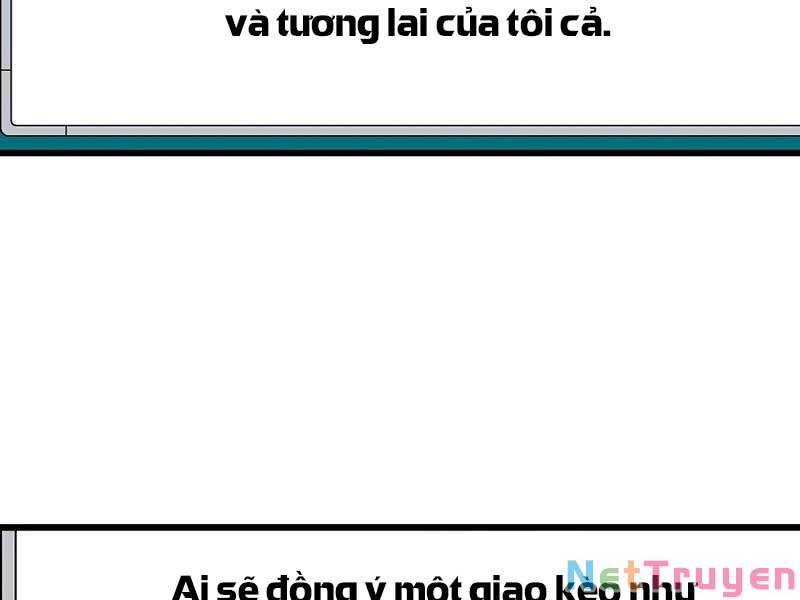 và tương lai của tôi cả.
NetTruyen
Ai sẽ đồng ý một giao kèo như